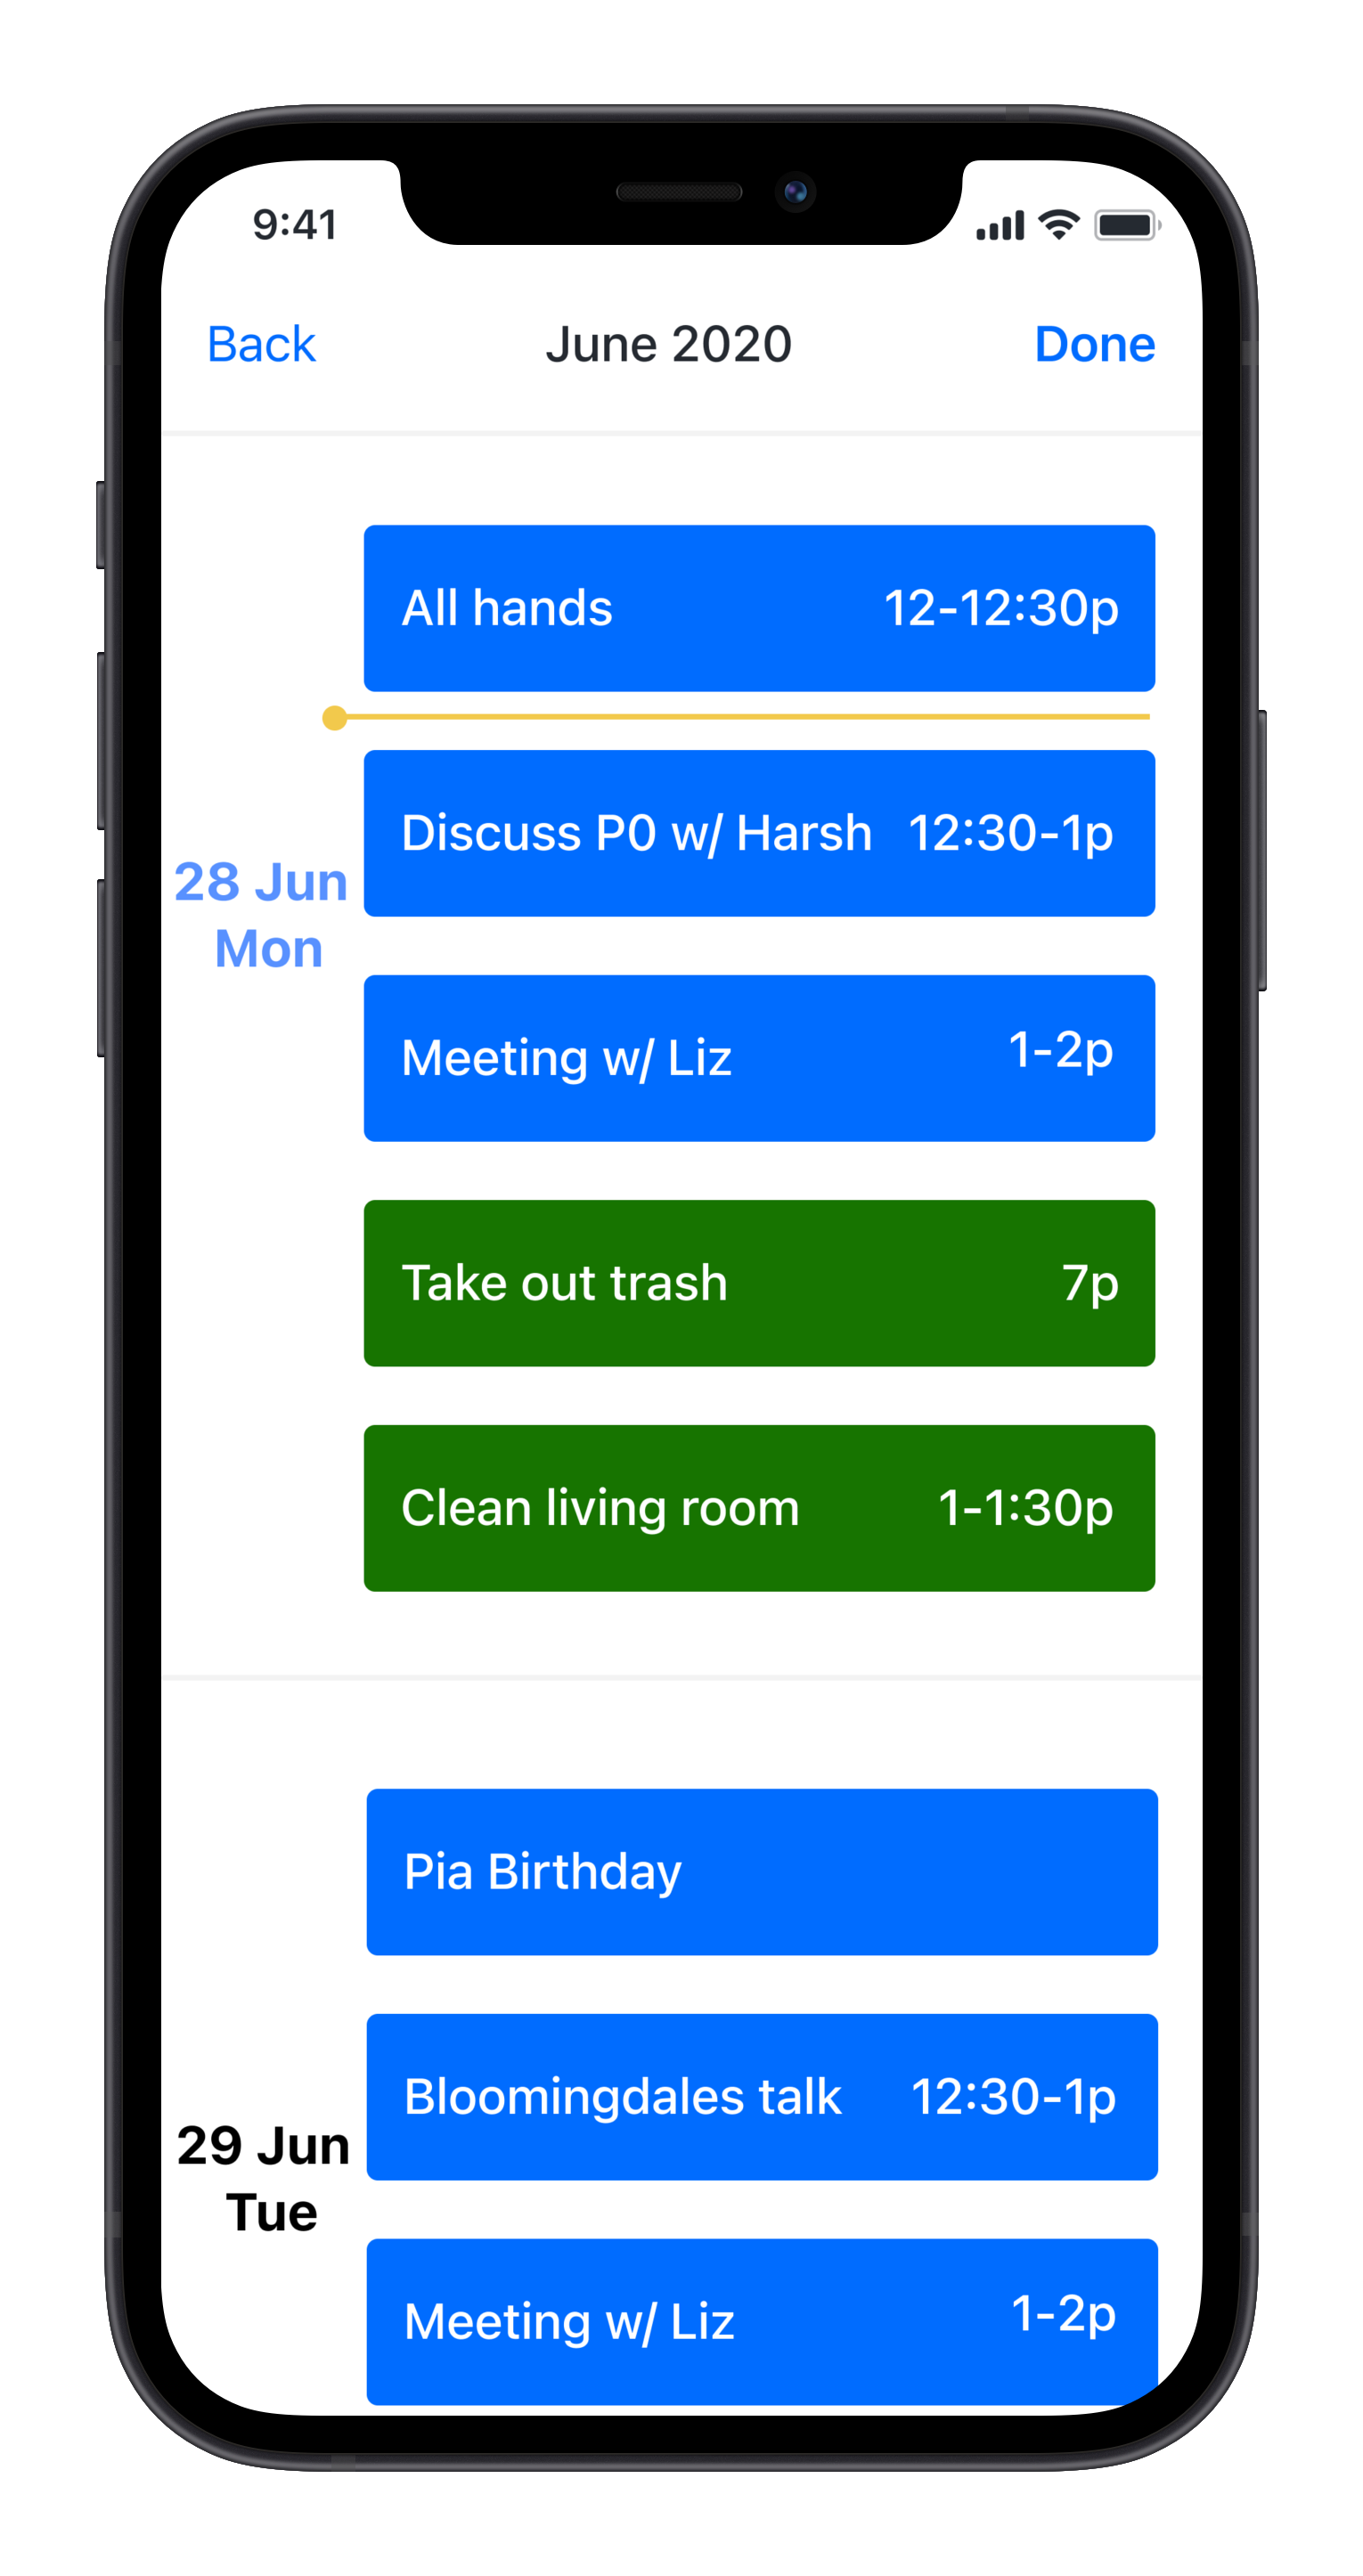 9:41
Back June 2020 Done
All hands 12-12:30p
Discuss P0 w/ Harsh 12:30-1p
28 Jun
Mon
Meeting w/ Liz 1-2p
Take out trash 7p
Clean living room 1-1:30p
Pia Birthday
Bloomingdales talk 12:30-1p
29 Jun
Tue
Meeting w/ Liz 1-2p